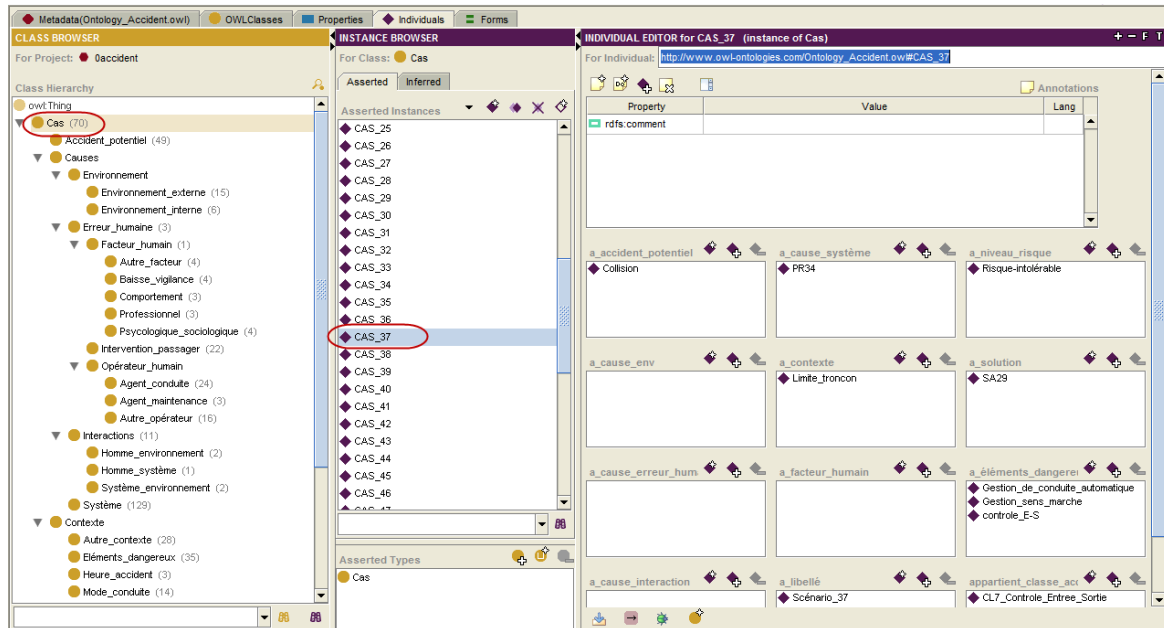 Metadata(Ontology_Accident.owl) OWLClasses Properties Individuals Forms
CLASS BROWSER
For Project: 0accident
Class Hierarchy
owl:Thing
Cas (70)
Accident_potentiel (49)
Causes
Environnement
Environnement_externe (15)
Environnement_interne (6)
Erreur_humaine (3)
Facteur_humain (1)
Autre_facteur (4)
Baisse_vigilance (4)
Comportement (3)
Professionnel (3)
Psycologique_sociologique (4)
Intervention_passager (22)
Opérateur_humain
Agent_conduite (24)
Agent_maintenance (3)
Autre_opérateur (16)
Interactions (11)
Homme_environnement (2)
Homme_système (1)
Système_environnement (2)
Système (129)
Contexte
Autre_contexte (28)
Eléments_dangereux (35)
Heure_accident (3)
Mode_conduite (14)
INSTANCE BROWSER
For Class: Cas
Asserted Inferred
Asserted Instances
CAS_25
CAS_26
CAS_27
CAS_28
CAS_29
CAS_30
CAS_31
CAS_32
CAS_33
CAS_34
CAS_35
CAS_36
CAS_37
CAS_38
CAS_39
CAS_40
CAS_41
CAS_42
CAS_43
CAS_44
CAS_45
CAS_46
CAS_47
Asserted Types
Cas
INDIVIDUAL EDITOR for CAS_37 (instance of Cas) + - F T
For Individual: http://www.owl-ontologies.com/Ontology_Accident.owl#CAS_37
Annotations
Property Value Lang
rdfs:comment
a_accident_potentiel a_cause_système a_niveau_risque
Collision PR34 Risque-intolérable
a_cause_env a_contexte a_solution
Limite_troncon SA29
a_cause_erreur_hum a_facteur_humain a_éléments_dangere
Gestion_de_conduite_automatique
Gestion_sens_marche
controle_E-S
a_cause_interaction a_libellé appartient_classe_acc
Scénario_37 CL7_Controle_Entree_Sortie